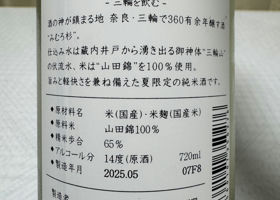 - 三輪を飲む -
酒の神が鎮まる地 奈良・三輪で360有余年醸す酒
“みむろ杉”。
仕込み水は蔵内井戸から湧き出る御神体“三輪山”
の伏流水、米は“山田錦”を100%使用。
旨みと軽快さを兼ね備えた夏限定の純米酒です。
●原材料名 米(国産)・米麹(国産米)
●原料米 山田錦100%
●精米歩合 65%
●アルコール分 14度(原酒) 720ml
●製造年月 2025.05 07F8
製造者